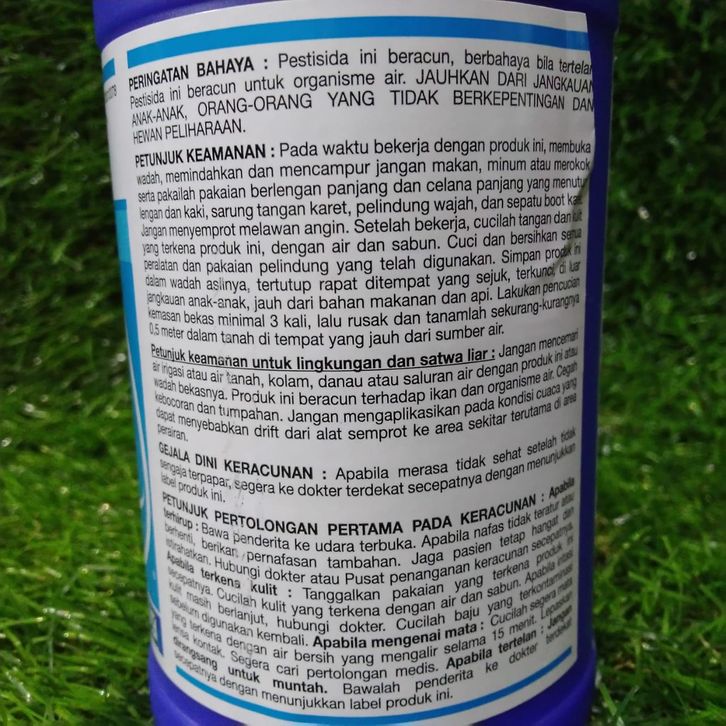 PERINGATAN BAHAYA : Pestisida ini beracun, berbahaya bila tertelan
Pestisida ini beracun untuk organisme air. JAUHKAN DARI JANGKAUAN
ANAK-ANAK, ORANG-ORANG YANG TIDAK BERKEPENTINGAN DAN
HEWAN PELIHARAAN.
PETUNJUK KEAMANAN : Pada waktu bekerja dengan produk ini, membuka
wadah, memindahkan dan mencampur jangan makan, minum atau merokok
serta pakailah pakaian berlengan panjang dan celana panjang yang menutup
lengan dan kaki, sarung tangan karet, pelindung wajah, dan sepatu boot karet.
Jangan menyemprot melawan angin. Setelah bekerja, cucilah tangan dan kulit
yang terkena produk ini, dengan air dan sabun. Cuci dan bersihkan semua
peralatan dan pakaian pelindung yang telah digunakan. Simpan produk ini
dalam wadah aslinya, tertutup rapat ditempat yang sejuk, terkunci, di luar
jangkauan anak-anak, jauh dari bahan makanan dan api. Lakukan pencucian
kemasan bekas minimal 3 kali, lalu rusak dan tanamlah sekurang-kurangnya
0,5 meter dalam tanah di tempat yang jauh dari sumber air.
Petunjuk keamanan untuk lingkungan dan satwa liar : Jangan mencemari
air irigasi atau air tanah, kolam, danau atau saluran air dengan produk ini atau
wadah bekasnya. Produk ini beracun terhadap ikan dan organisme air. Cegah
kebocoran dan tumpahan. Jangan mengaplikasikan pada kondisi cuaca yang
dapat menyebabkan drift dari alat semprot ke area sekitar terutama di area
perairan.
GEJALA DINI KERACUNAN : Apabila merasa tidak sehat setelah tidak
sengaja terpapar, segera ke dokter terdekat secepatnya dengan menunjukkan
label produk ini.
PETUNJUK PERTOLONGAN PERTAMA PADA KERACUNAN : Apabila
terhirup : Bawa penderita ke udara terbuka. Apabila nafas tidak teratur atau
berhenti, berikan pernafasan tambahan. Jaga pasien tetap hangat dan
istirahatkan. Hubungi dokter atau Pusat penanganan keracunan secepatnya.
Apabila terkena kulit : Tanggalkan pakaian yang terkena produk ini
secepatnya. Cucilah kulit yang terkena dengan air dan sabun. Apabila iritasi
kulit masih berlanjut, hubungi dokter. Cucilah baju yang terkontaminasi
sebelum digunakan kembali. Apabila mengenai mata : Cucilah segera mata
yang terkena dengan air bersih yang mengalir selama 15 menit. Lepaskan
lensa kontak. Segera cari pertolongan medis. Apabila tertelan : Jangan
dirangsang untuk muntah. Bawalah penderita ke dokter terdekat
secepatnya dengan menunjukkan label produk ini.